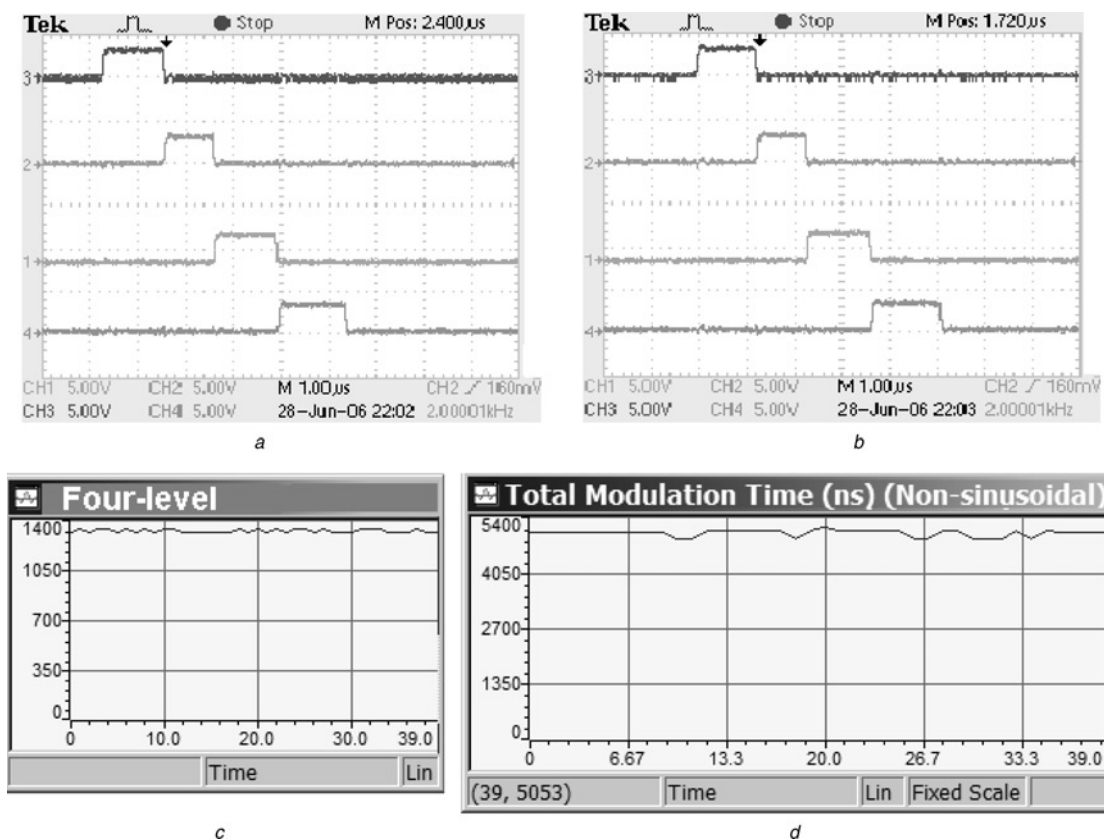 Tek Stop M Pos: 2.400µs
3
2
1
4
CH1 5.00V CH2 5.00V M 1.00µs CH2 160mV
CH3 5.00V CH4 5.00V 28-Jun-06 22:02 2.00001kHz
a
Tek Stop M Pos: 1.720µs
3
2
1
4
CH1 5.00V CH2 5.00V M 1.00µs CH2 160mV
CH3 5.00V CH4 5.00V 28-Jun-06 22:03 2.00001kHz
b
Four-level
1400
1050
700
350
0
0 10.0 20.0 30.0 39.0
Time Lin
c
Total Modulation Time (ns) (Non-sinusoidal)
5400
4050
2700
1350
0
0 6.67 13.3 20.0 26.7 33.3 39.0
(39, 5053) Time Lin Fixed Scale
d